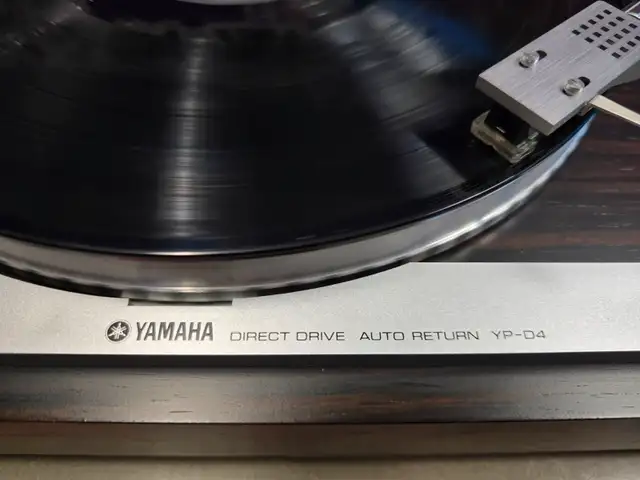 YAMAHA DIRECT DRIVE AUTO RETURN YP-D4